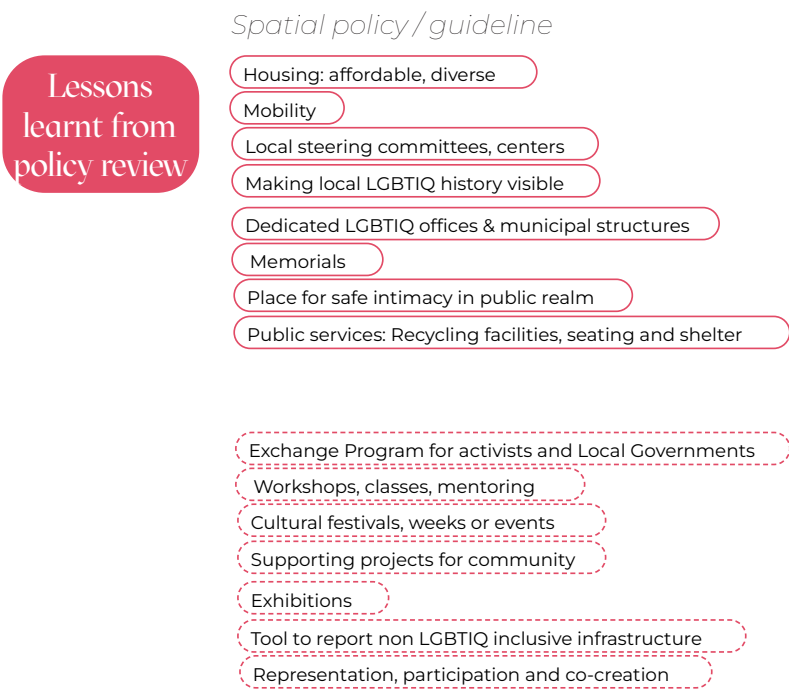 Spatial policy / guideline
Lessons
learnt from
policy review
Housing: affordable, diverse
Mobility
Local steering committees, centers
Making local LGBTIQ history visible
Dedicated LGBTIQ offices & municipal structures
Memorials
Place for safe intimacy in public realm
Public services: Recycling facilities, seating and shelter
Exchange Program for activists and Local Governments
Workshops, classes, mentoring
Cultural festivals, weeks or events
Supporting projects for community
Exhibitions
Tool to report non LGBTIQ inclusive infrastructure
Representation, participation and co-creation